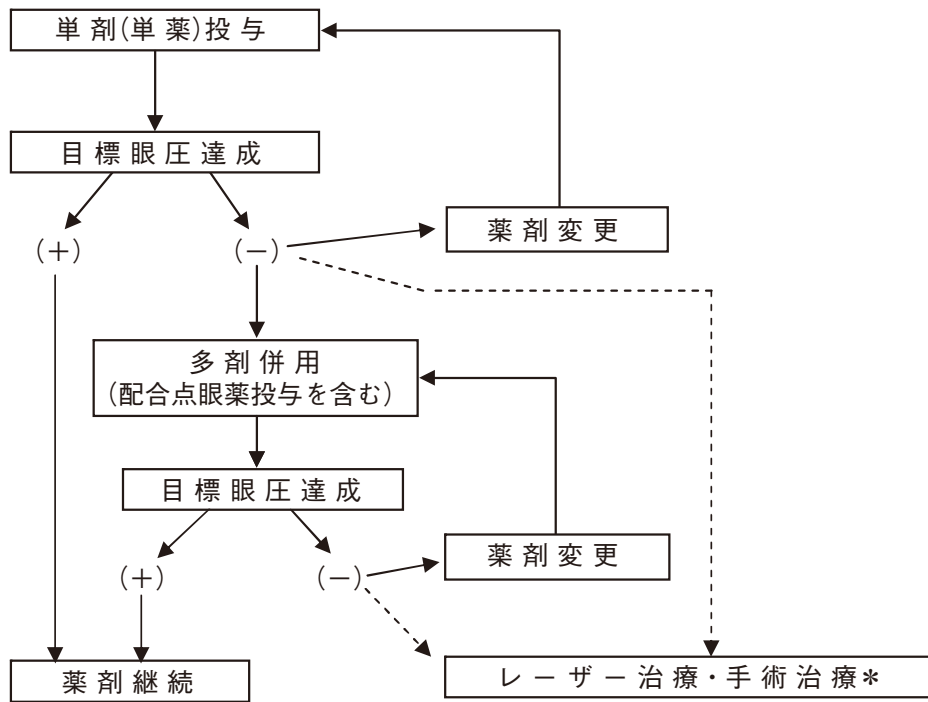 単剤(単薬)投与
目標眼圧達成
(+)
(−)
薬剤変更
多剤併用
(配合点眼薬投与を含む)
目標眼圧達成
(+)
(−)
薬剤変更
薬剤継続
レーザー治療・手術治療*